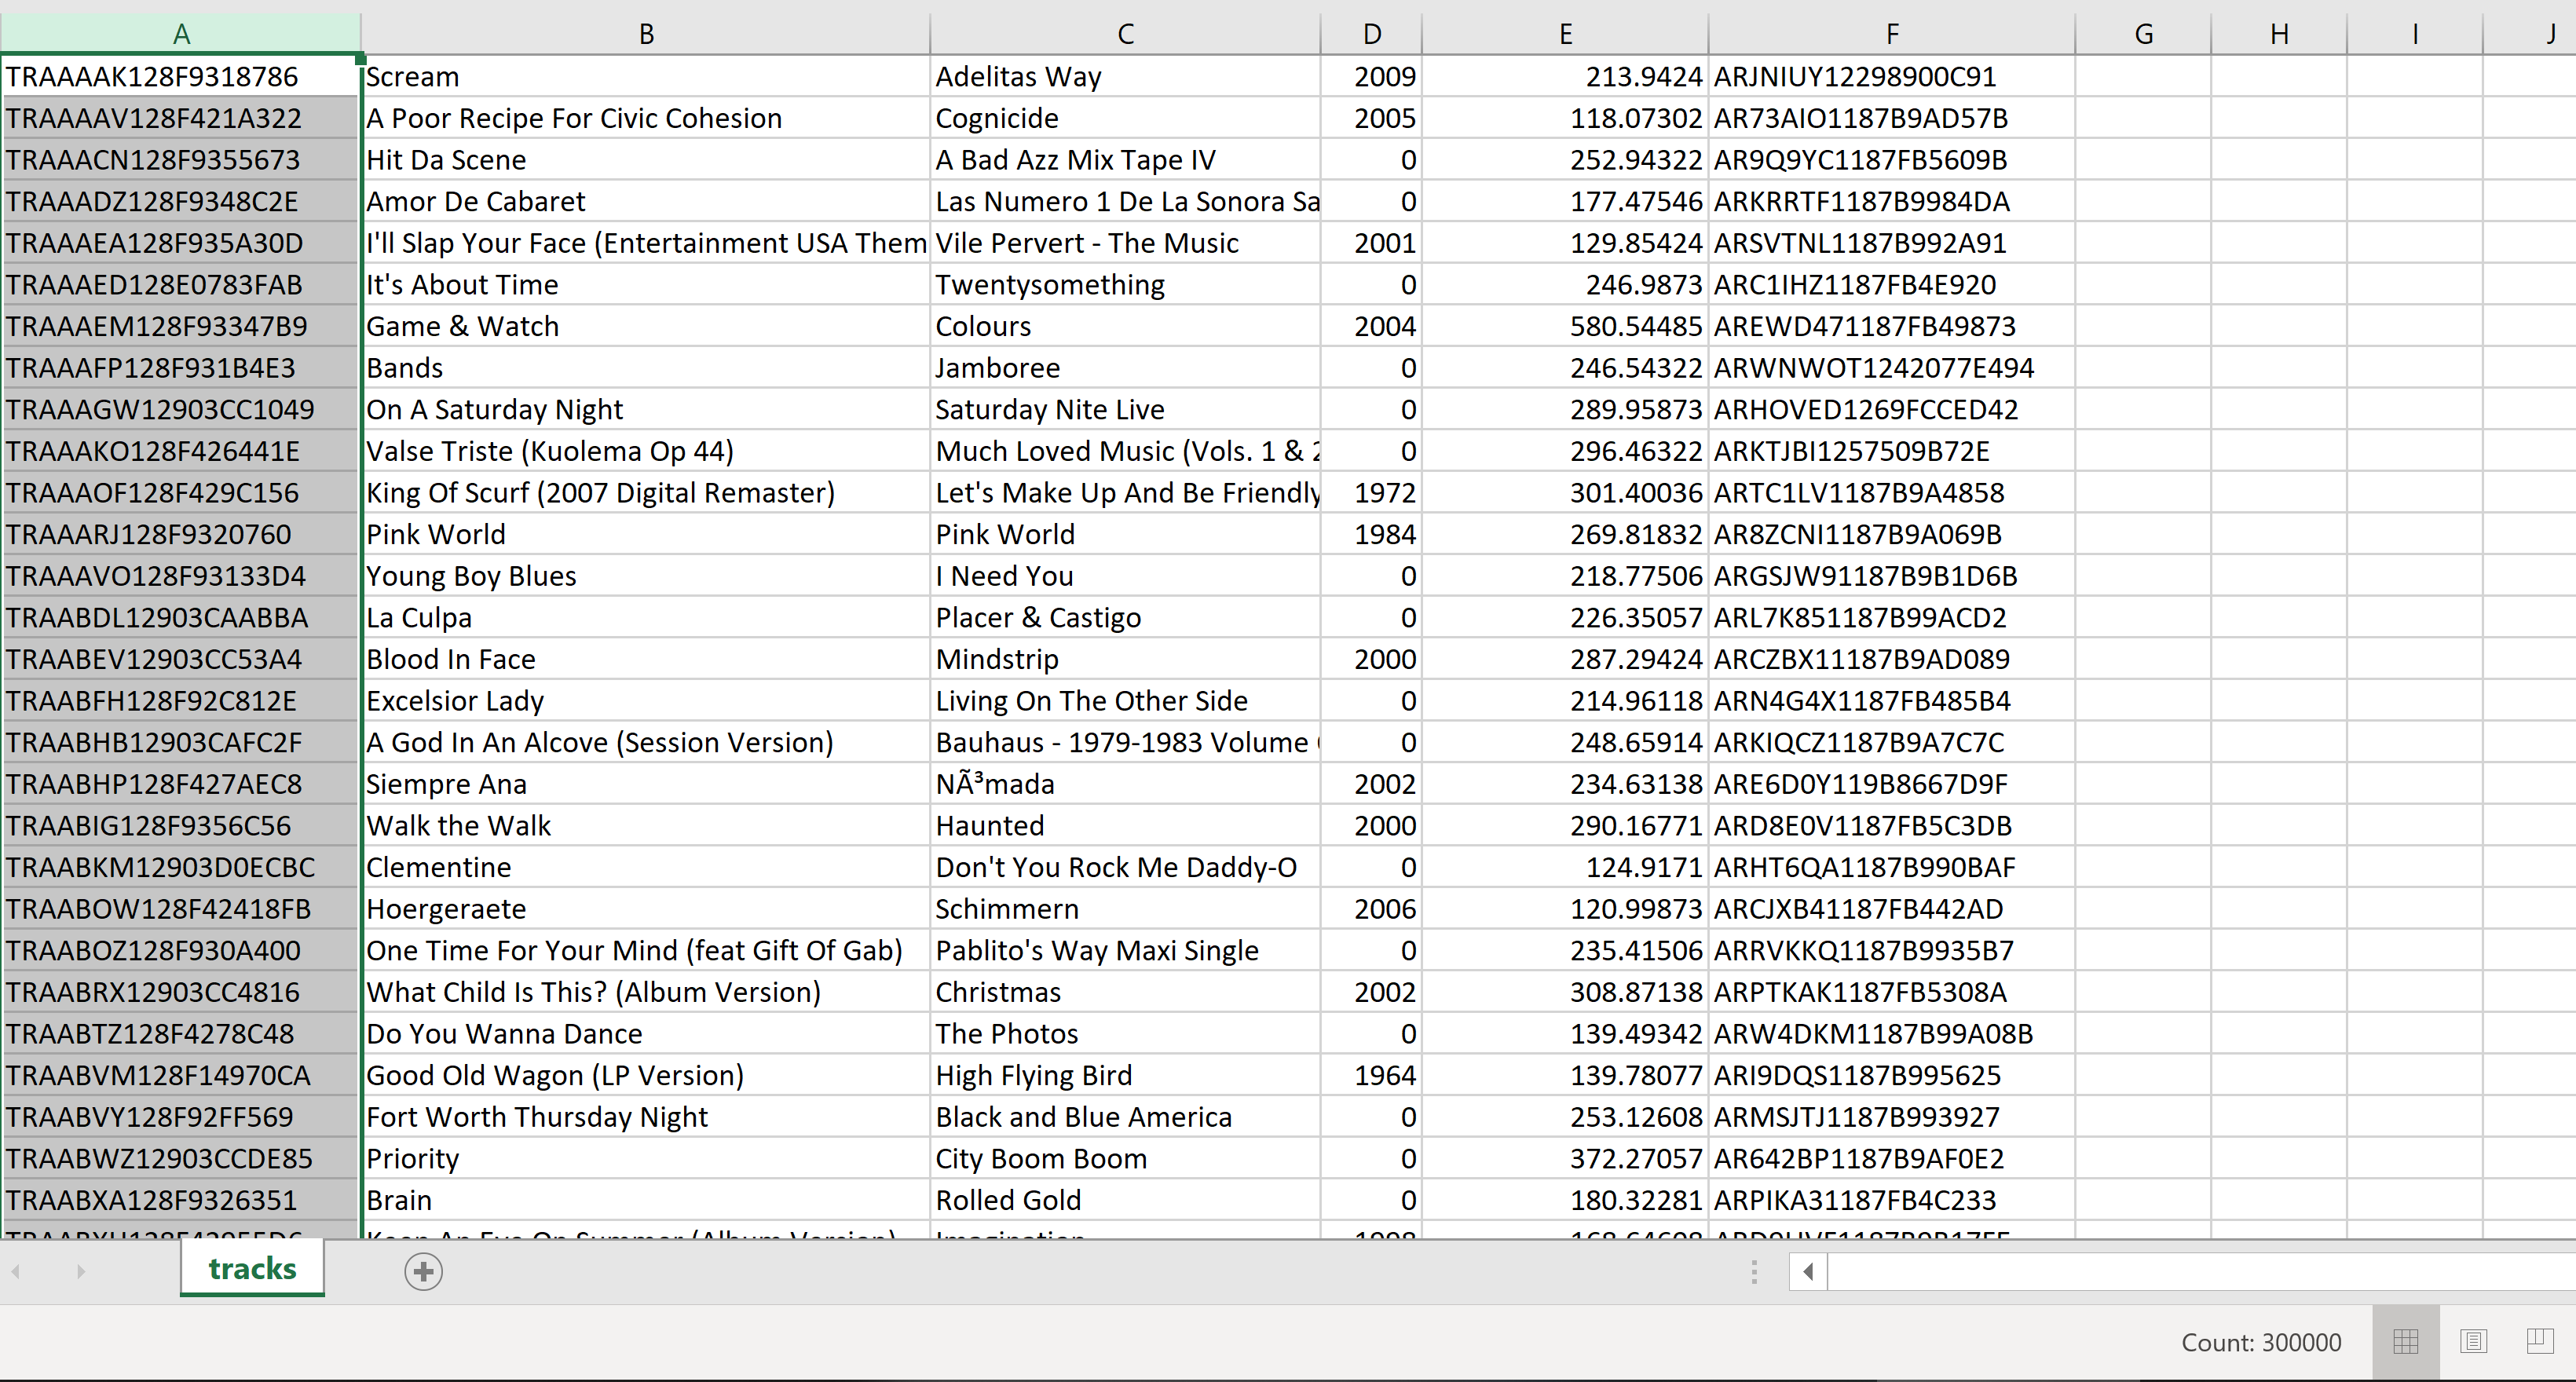 A B C D E F G H I J
TRAAAAK128F9318786 Scream Adelitas Way 2009 213.9424 ARJNIUY12298900C91
TRAAAAV128F421A322 A Poor Recipe For Civic Cohesion Cognicide 2005 118.07302 AR73AIO1187B9AD57B
TRAAACN128F9355673 Hit Da Scene A Bad Azz Mix Tape IV 0 252.94322 AR9Q9YC1187FB5609B
TRAAADZ128F9348C2E Amor De Cabaret Las Numero 1 De La Sonora Sa 0 177.47546 ARKRRTF1187B9984DA
TRAAAEA128F935A30D I'll Slap Your Face (Entertainment USA Them Vile Pervert - The Music 2001 129.85424 ARSVTNL1187B992A91
TRAAAED128E0783FAB It's About Time Twentysomething 0 246.9873 ARC1IHZ1187FB4E920
TRAAAEM128F93347B9 Game & Watch Colours 2004 580.54485 AREWD471187FB49873
TRAAAFP128F931B4E3 Bands Jamboree 0 246.54322 ARWNWOT1242077E494
TRAAAGW12903CC1049 On A Saturday Night Saturday Nite Live 0 289.95873 ARHOVED1269FCCED42
TRAAAKO128F426441E Valse Triste (Kuolema Op 44) Much Loved Music (Vols. 1 & 2 0 296.46322 ARKTJBI1257509B72E
TRAAAOF128F429C156 King Of Scurf (2007 Digital Remaster) Let's Make Up And Be Friendly 1972 301.40036 ARTC1LV1187B9A4858
TRAAARJ128F9320760 Pink World Pink World 1984 269.81832 AR8ZCNI1187B9A069B
TRAAAVO128F93133D4 Young Boy Blues I Need You 0 218.77506 ARGSJW91187B9B1D6B
TRAABDL12903CAABBA La Culpa Placer & Castigo 0 226.35057 ARL7K851187B99ACD2
TRAABEV12903CC53A4 Blood In Face Mindstrip 2000 287.29424 ARCZBX11187B9AD089
TRAABFH128F92C812E Excelsior Lady Living On The Other Side 0 214.96118 ARN4G4X1187FB485B4
TRAABHB12903CAFC2F A God In An Alcove (Session Version) Bauhaus - 1979-1983 Volume 0 248.65914 ARKIQCZ1187B9A7C7C
TRAABHP128F427AEC8 Siempre Ana NÃ³mada 2002 234.63138 ARE6D0Y119B8667D9F
TRAABIG128F9356C56 Walk the Walk Haunted 2000 290.16771 ARD8E0V1187FB5C3DB
TRAABKM12903D0ECBC Clementine Don't You Rock Me Daddy-O 0 124.9171 ARHT6QA1187B990BAF
TRAABOW128F42418FB Hoergeraete Schimmern 2006 120.99873 ARCJXB41187FB442AD
TRAABOZ128F930A400 One Time For Your Mind (feat Gift Of Gab) Pablito's Way Maxi Single 0 235.41506 ARRVKKQ1187B9935B7
TRAABRX12903CC4816 What Child Is This? (Album Version) Christmas 2002 308.87138 ARPTKAK1187FB5308A
TRAABTZ128F4278C48 Do You Wanna Dance The Photos 0 139.49342 ARW4DKM1187B99A08B
TRAABVM128F14970CA Good Old Wagon (LP Version) High Flying Bird 1964 139.78077 ARI9DQS1187B995625
TRAABVY128F92FF569 Fort Worth Thursday Night Black and Blue America 0 253.12608 ARMSJTJ1187B993927
TRAABWZ12903CCDE85 Priority City Boom Boom 0 372.27057 AR642BP1187B9AF0E2
TRAABXA128F9326351 Brain Rolled Gold 0 180.32281 ARPIKA31187FB4C233
Keep An Eye On Summer (Album Version) Imagination 1998 168.64608
tracks
Count: 300000